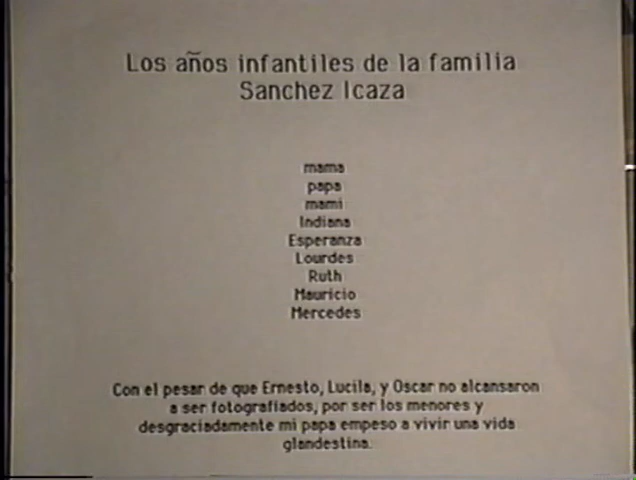 Los años infantiles de la familia
Sanchez Icaza
mama
papa
mami
Indiana
Esperanza
Lourdes
Ruth
Mauricio
Mercedes
Con el pesar de que Ernesto, Lucila, y Oscar no alcansaron
a ser fotografiados, por ser los menores y
desgraciadamente mi papa empeso a vivir una vida
glandestina.